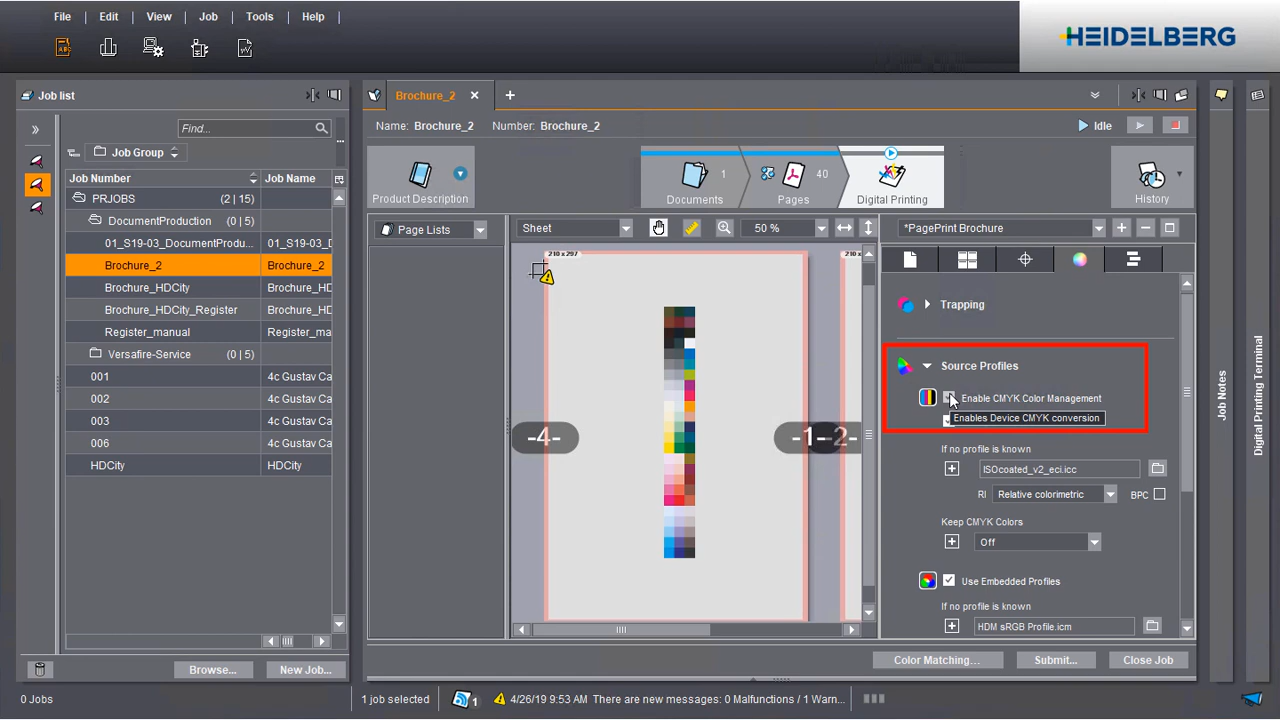 File Edit View Job Tools Help
HEIDELBERG
Job list
Find...
Job Group
Job Number Job Name
PRJOBS (2 | 15)
DocumentProduction (0 | 5)
01_S19-03_DocumentProdu... 01_S19-03_D
Brochure_2 Brochure_2
Brochure_HDCity Brochure_HD
Brochure_HDCity_Register Brochure_HD
Register_manual Register_ma
Versafire-Service (0 | 5)
001 4c Gustav Ca
002 4c Gustav Ca
003 4c Gustav Ca
006 4c Gustav Ca
HDCity HDCity
Browse... New Job...
0 Jobs
Brochure_2
Name: Brochure_2 Number: Brochure_2
Idle
Product Description
Documents 1
Pages 40
Digital Printing
History
Page Lists
Sheet
50 %
210 x 297
210 x
-4-
-1-
-2-
*PagePrint Brochure
Trapping
Source Profiles
Enable CMYK Color Management
Enables Device CMYK conversion
If no profile is known
ISOcoated_v2_eci.icc
RI Relative colorimetric BPC
Keep CMYK Colors
Off
Use Embedded Profiles
If no profile is known
HDM sRGB Profile.icm
Color Matching... Submit... Close Job
1 job selected
1
4/26/19 9:53 AM There are new messages: 0 Malfunctions / 1 Warn...
Job Notes
Digital Printing Terminal